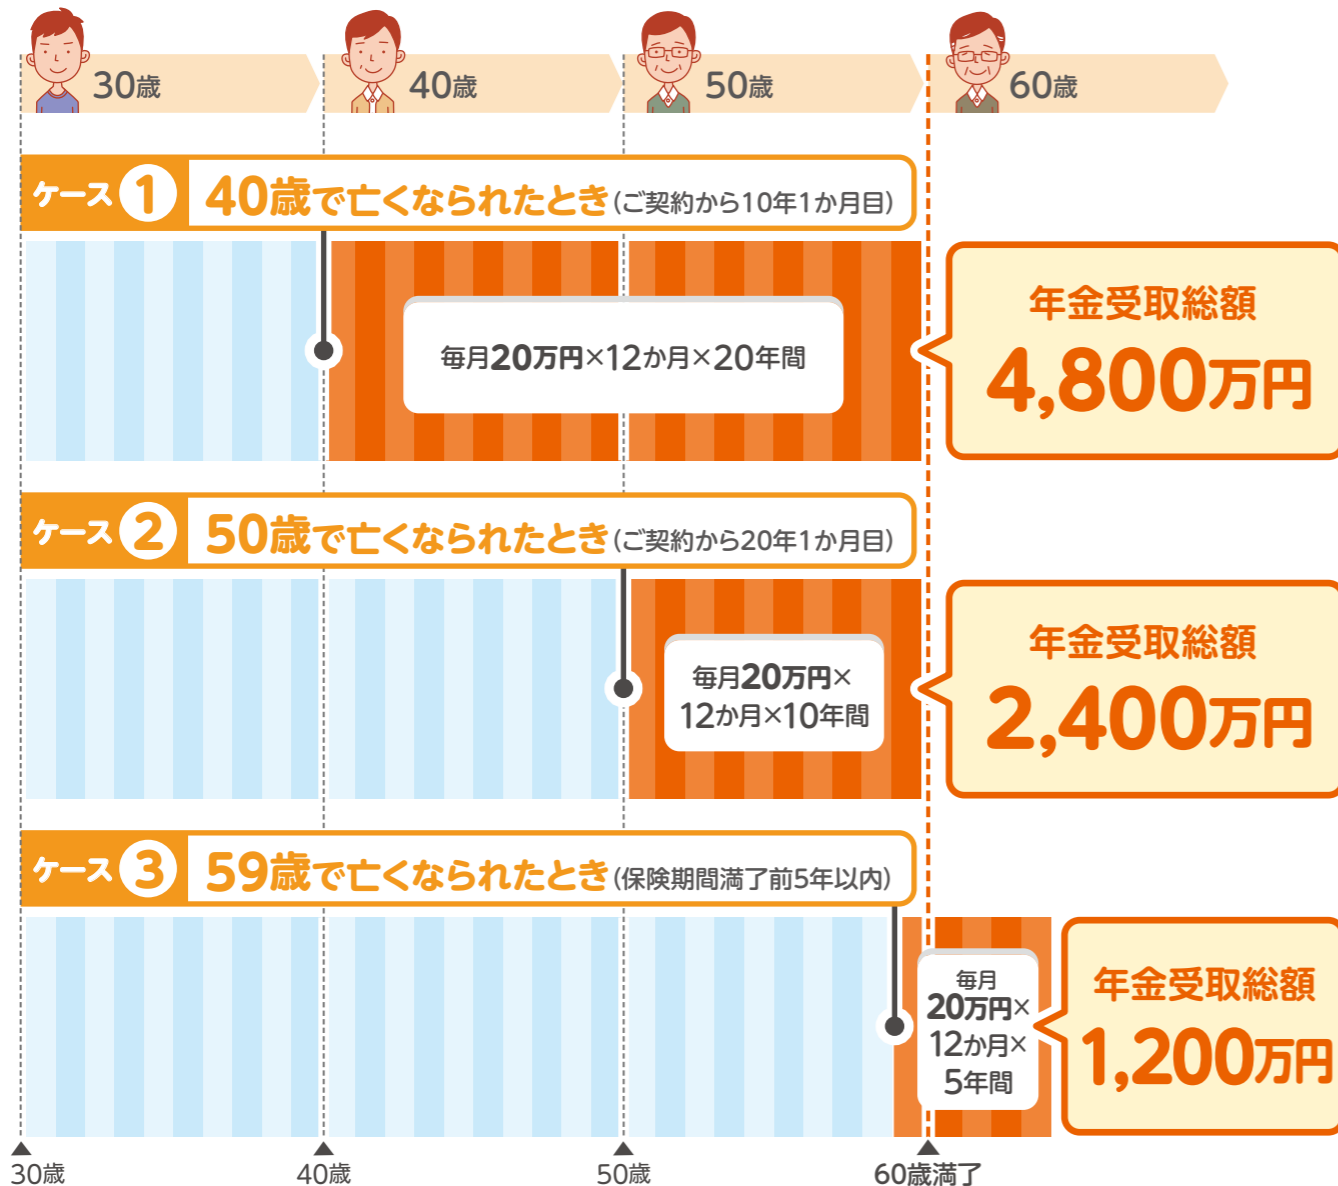 30歳
40歳
50歳
60歳
ケース1 40歳で亡くなられたとき(ご契約から10年1か月目)
毎月20万円×12か月×20年間
年金受取総額
4,800万円
ケース2 50歳で亡くなられたとき(ご契約から20年1か月目)
毎月20万円×
12か月×10年間
年金受取総額
2,400万円
ケース3 59歳で亡くなられたとき(保険期間満了前5年以内)
毎月
20万円×
12か月×
5年間
年金受取総額
1,200万円
30歳
40歳
50歳
60歳満了